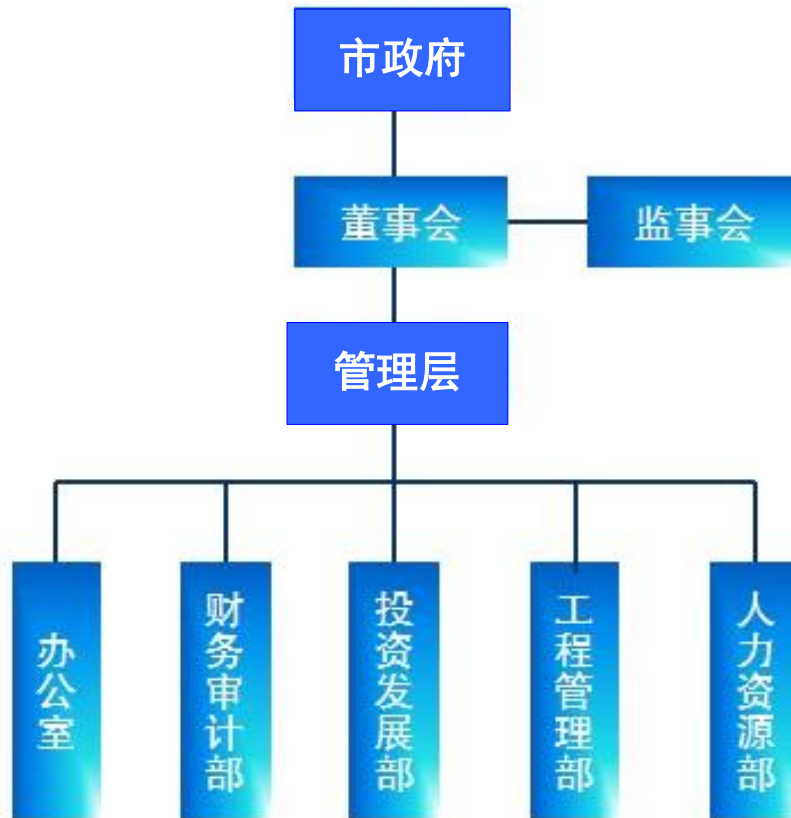 市政府
董事会
监事会
管理层
办公室
财务审计部
投资发展部
工程管理部
人力资源部